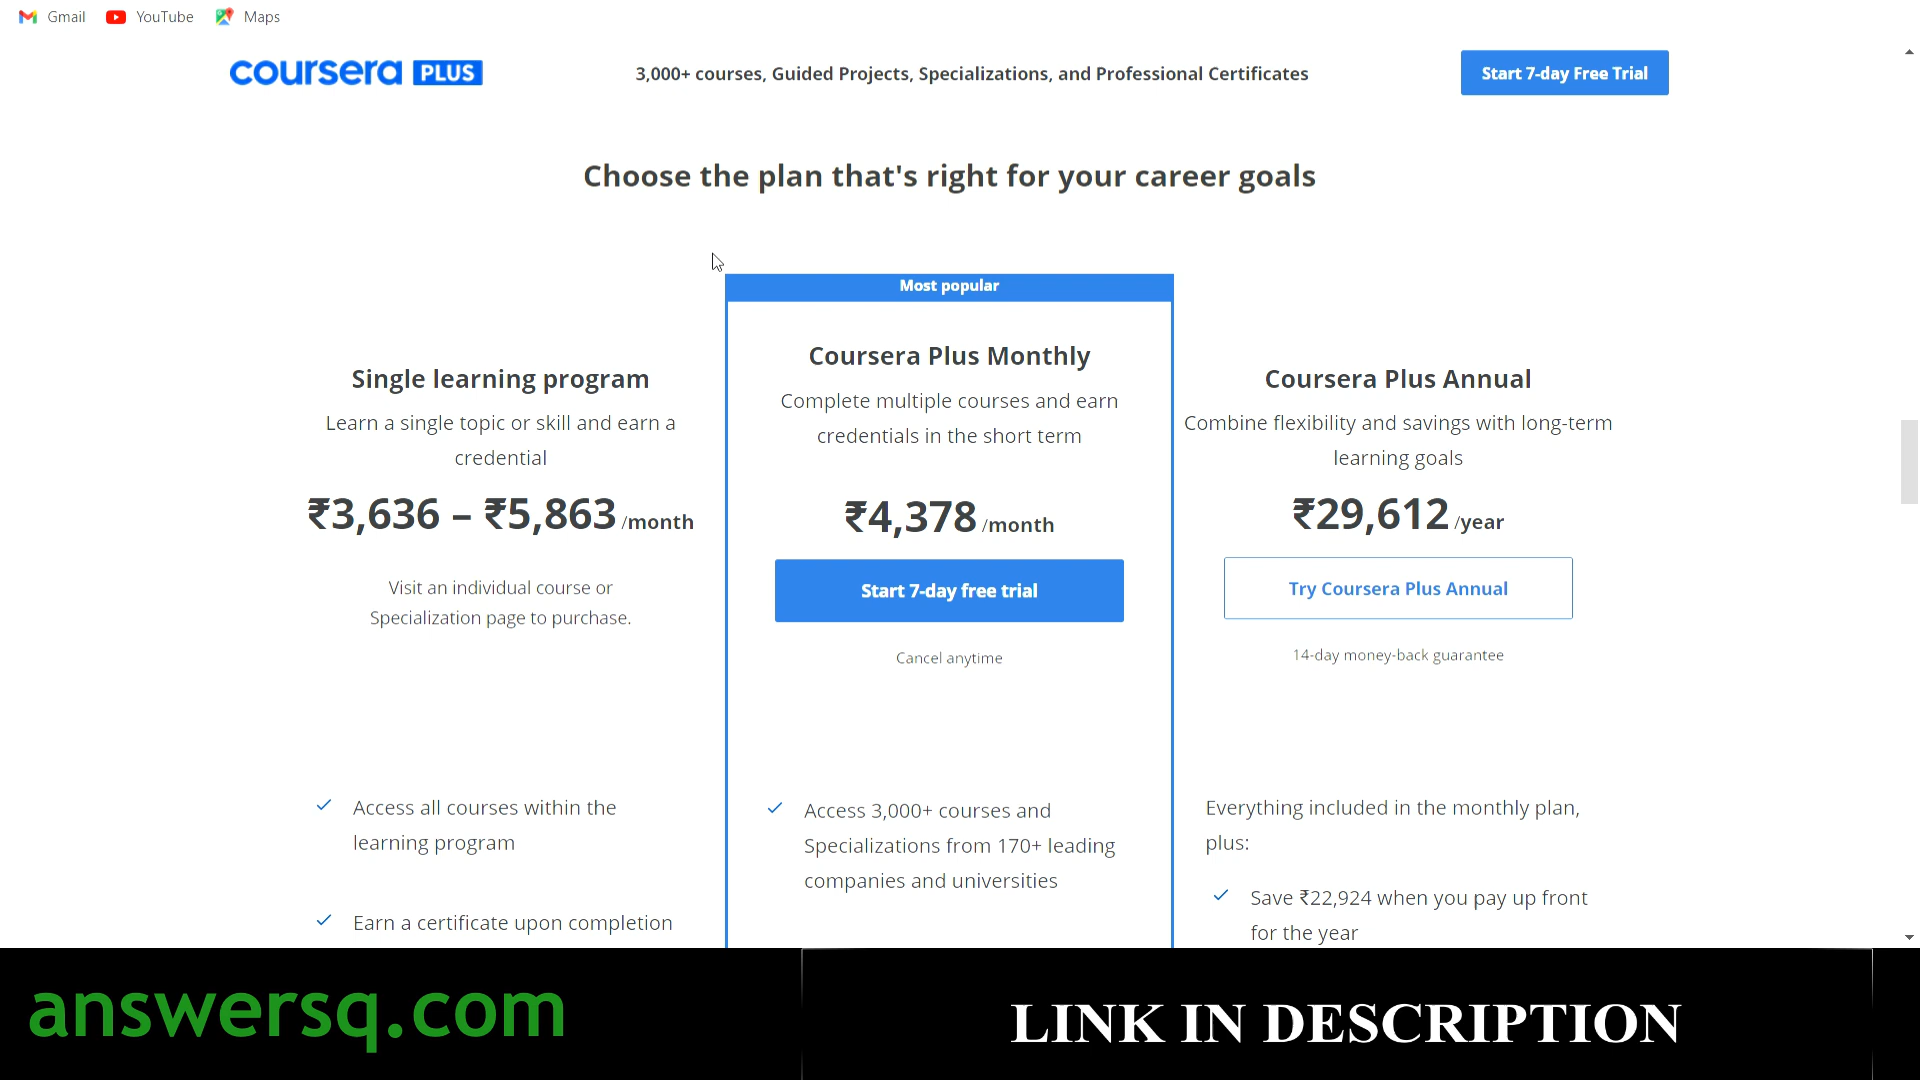 Gmail YouTube Maps
coursera PLUS
3,000+ courses, Guided Projects, Specializations, and Professional Certificates
Start 7-day Free Trial
Choose the plan that's right for your career goals
Single learning program
Learn a single topic or skill and earn a
credential
₹3,636 – ₹5,863 /month
Visit an individual course or
Specialization page to purchase.
Access all courses within the
learning program
Earn a certificate upon completion
Most popular
Coursera Plus Monthly
Complete multiple courses and earn
credentials in the short term
₹4,378 /month
Start 7-day free trial
Cancel anytime
Access 3,000+ courses and
Specializations from 170+ leading
companies and universities
Coursera Plus Annual
Combine flexibility and savings with long-term
learning goals
₹29,612 /year
Try Coursera Plus Annual
14-day money-back guarantee
Everything included in the monthly plan,
plus:
Save ₹22,924 when you pay up front
for the year
answersq.com
LINK IN DESCRIPTION